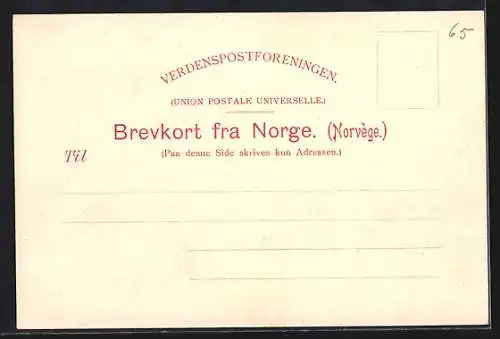 65
VERDENSPOSTFORENINGEN.
(UNION POSTALE UNIVERSELLE.)
Brevkort fra Norge. (Norvège.)
(Paa denne Side skrives kun Adressen.)
Til